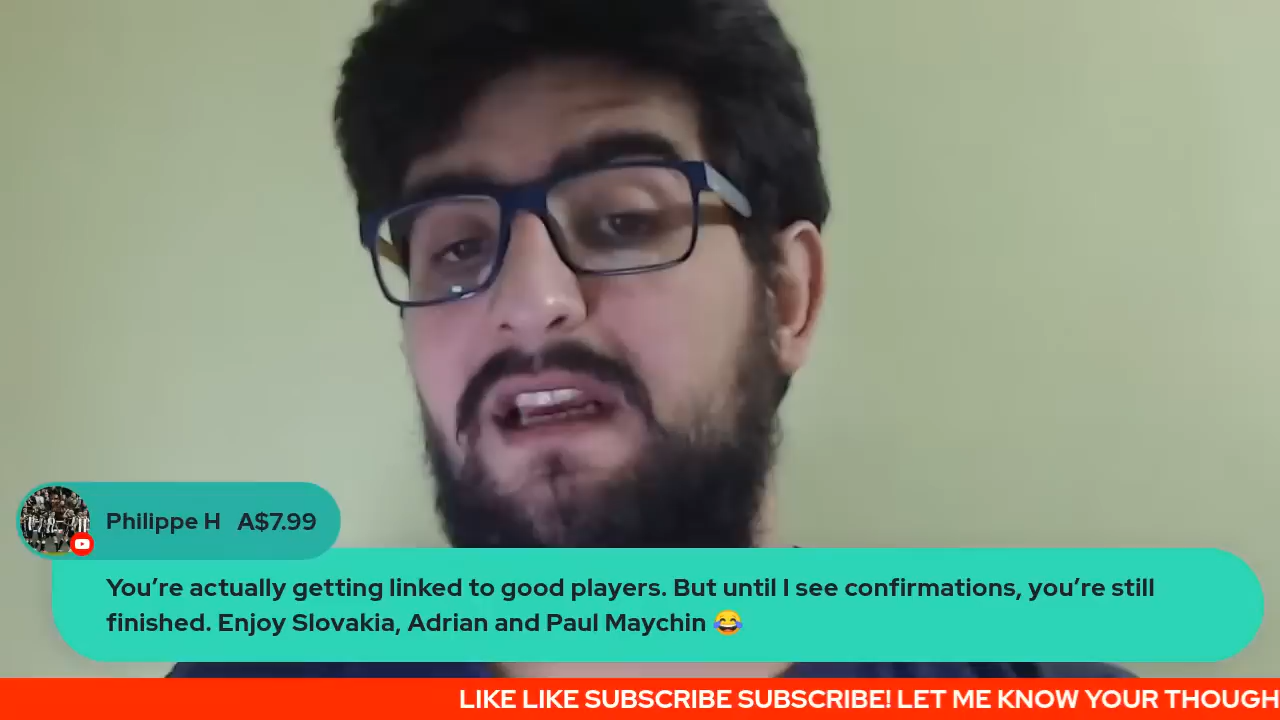 Philippe H A$7.99
You’re actually getting linked to good players. But until I see confirmations, you’re still
finished. Enjoy Slovakia, Adrian and Paul Maychin 😂
LIKE LIKE SUBSCRIBE SUBSCRIBE! LET ME KNOW YOUR THOUGH